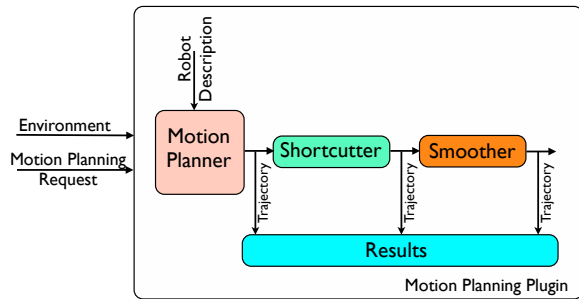 Robot
Description
Environment
Motion Planning
Request
Motion
Planner
Shortcutter
Smoother
Trajectory
Trajectory
Trajectory
Results
Motion Planning Plugin